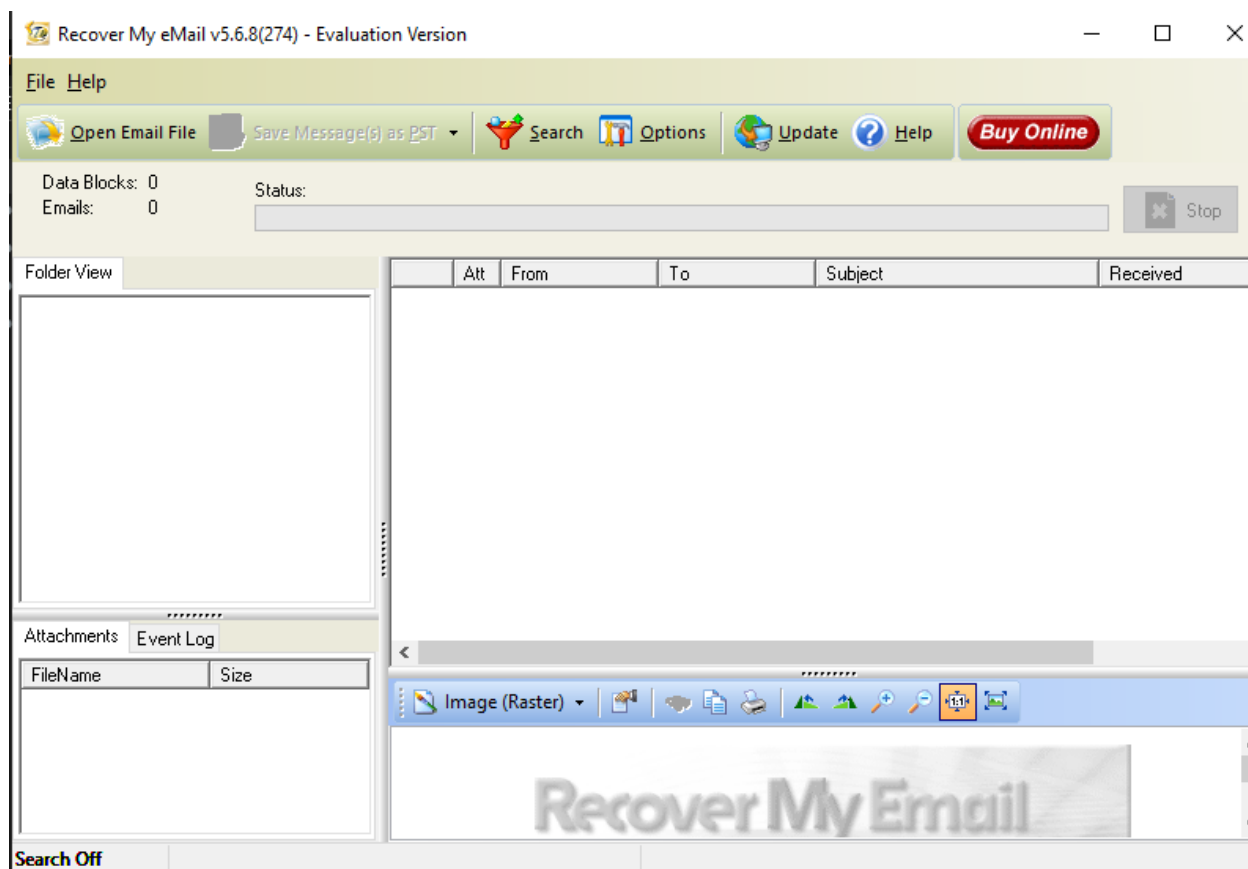 Recover My eMail v5.6.8(274) - Evaluation Version
File Help
Open Email File Save Message(s) as PST Search Options Update Help Buy Online
Data Blocks: 0
Emails: 0
Status:
Stop
Folder View
Att From To Subject Received
Attachments Event Log
FileName Size
Image (Raster) 1:1
Recover My Email
Search Off